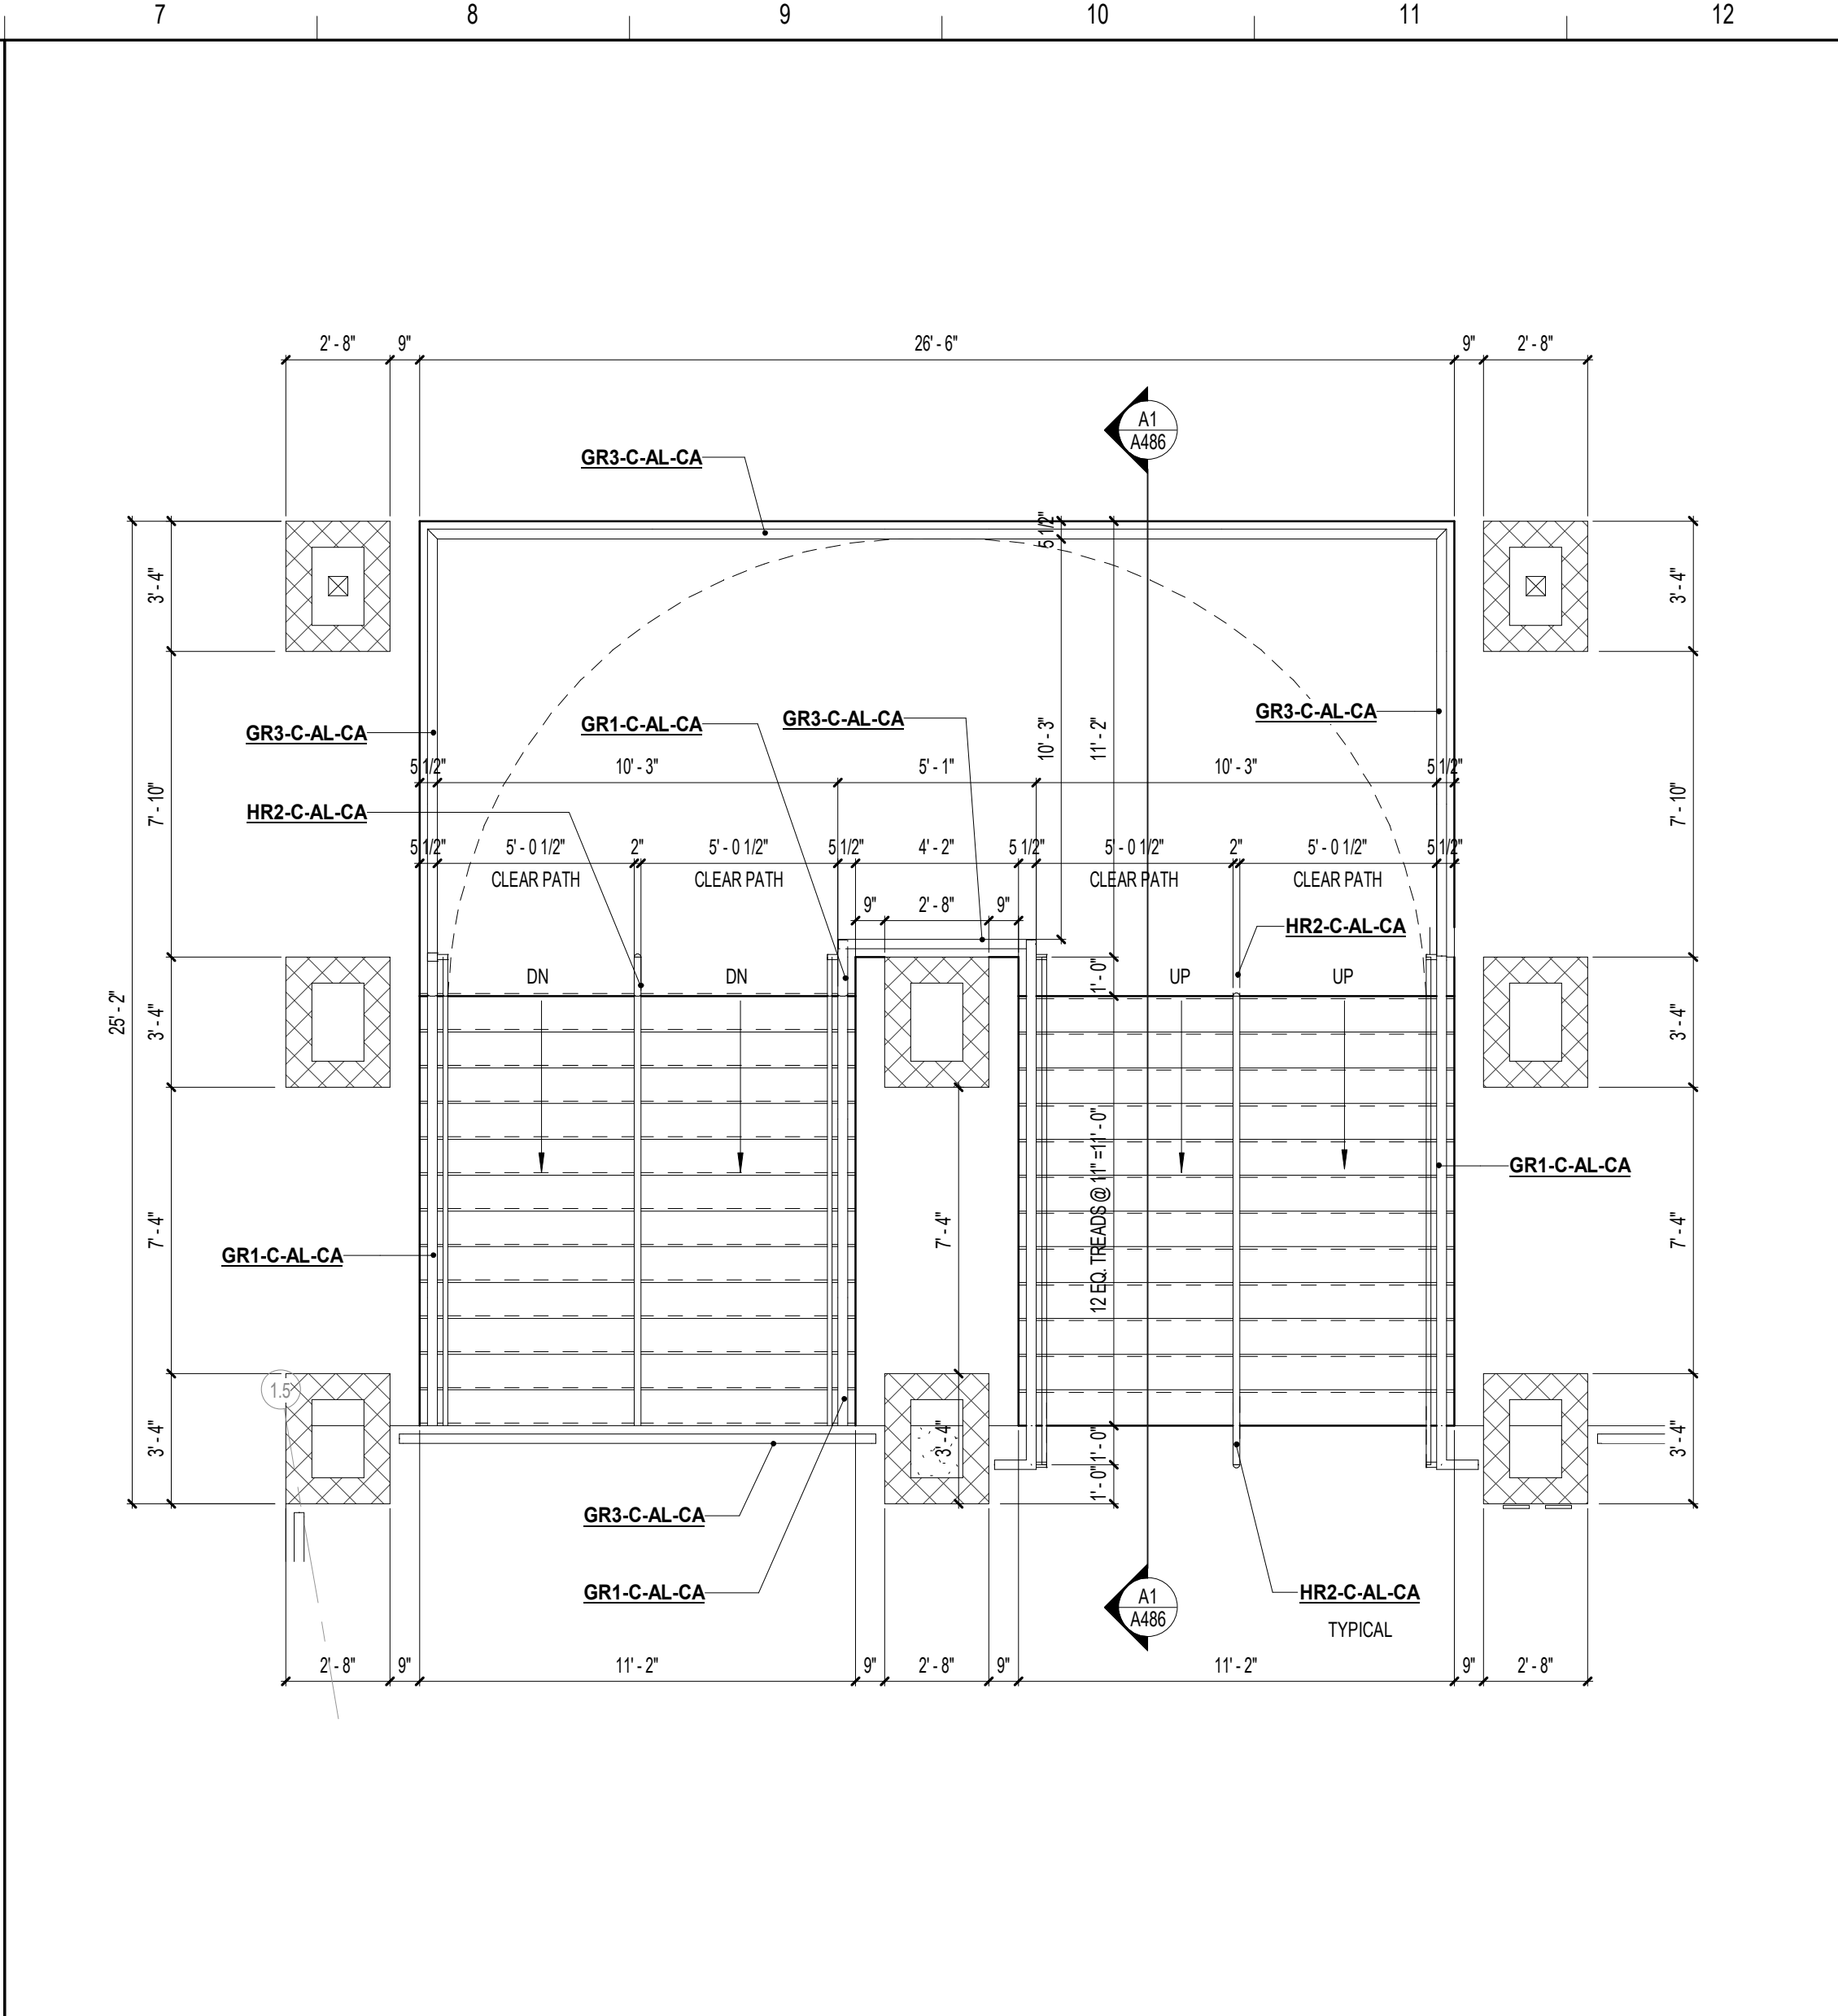 7 8 9 10 11 12
2' - 8" 9" 26' - 6" 9" 2' - 8"
A1
A486
GR3-C-AL-CA
5 1/2"
3' - 4" 3' - 4"
GR3-C-AL-CA GR1-C-AL-CA GR3-C-AL-CA GR3-C-AL-CA
10' - 3" 11' - 2"
5 1/2" 10' - 3" 5' - 1" 10' - 3" 5 1/2"
7' - 10" 7' - 10"
HR2-C-AL-CA
5 1/2" 5' - 0 1/2" 2" 5' - 0 1/2" 5 1/2" 4' - 2" 5 1/2" 5' - 0 1/2" 2" 5' - 0 1/2" 5 1/2"
CLEAR PATH CLEAR PATH CLEAR PATH CLEAR PATH
9" 2' - 8" 9"
HR2-C-AL-CA
DN DN 1' - 0" UP UP
25' - 2" 3' - 4" 3' - 4"
GR1-C-AL-CA
12 EQ. TREADS @ 11" = 11' - 0"
7' - 4" 7' - 4" 7' - 4"
GR1-C-AL-CA
1.5
3' - 4" 3' - 4" 1' - 0" 1' - 0" 3' - 4"
GR3-C-AL-CA
GR1-C-AL-CA
A1
A486
HR2-C-AL-CA
TYPICAL
2' - 8" 9" 11' - 2" 9" 2' - 8" 9" 11' - 2" 9" 2' - 8"